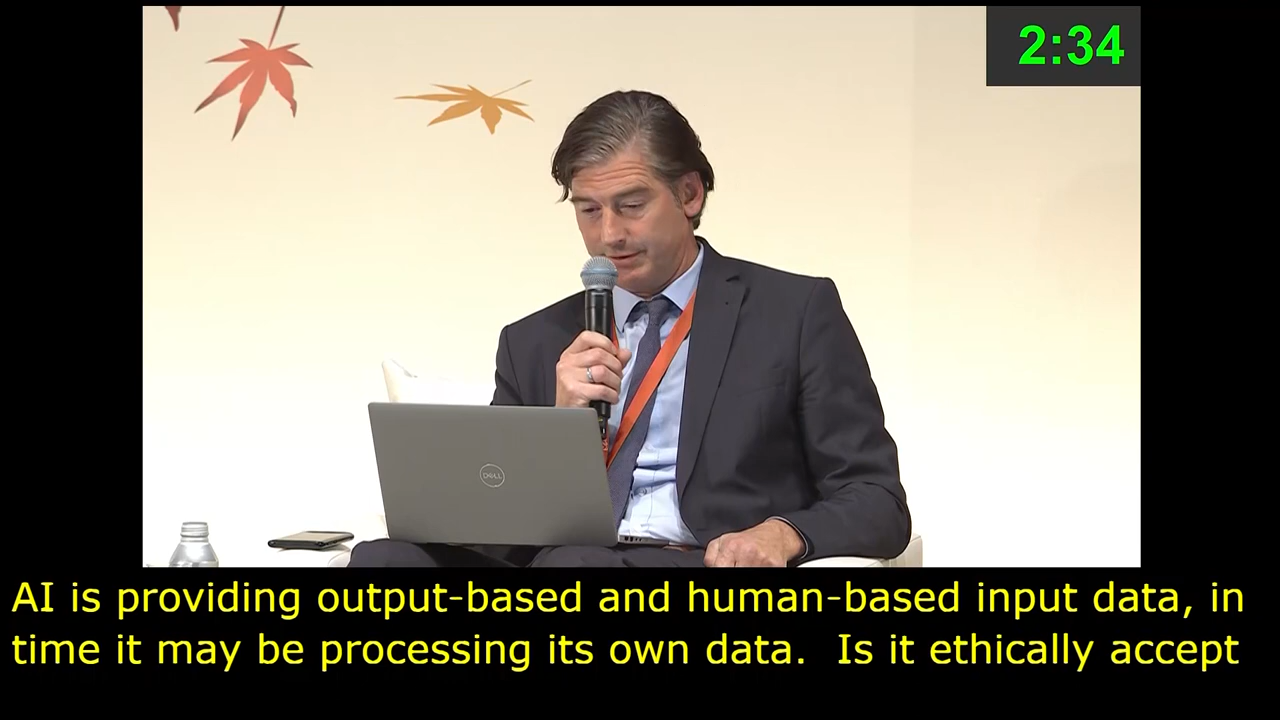 2:34
DELL
AI is providing output-based and human-based input data, in
time it may be processing its own data.  Is it ethically accept